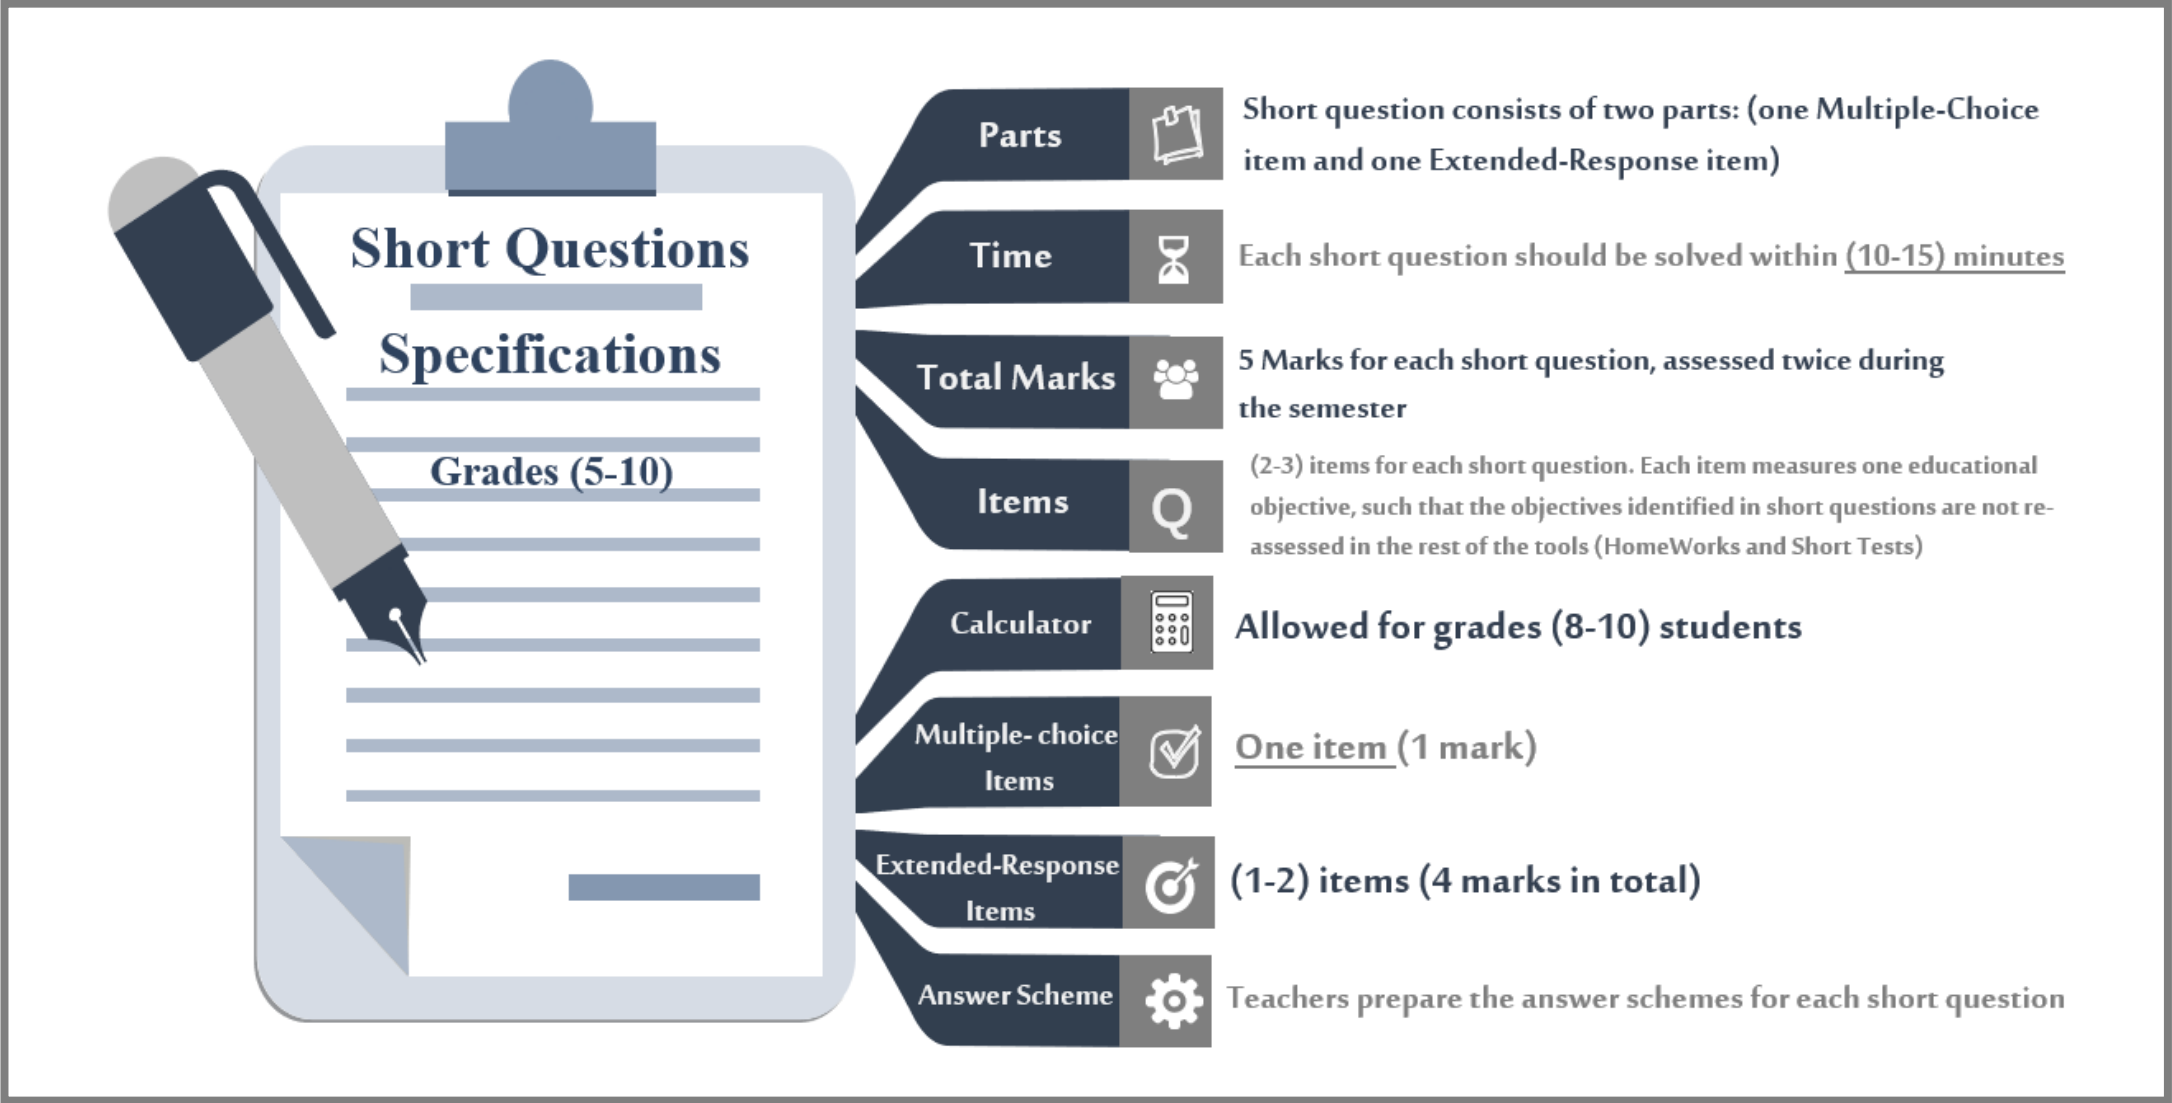 Short Questions
Specifications
Grades (5-10)
Parts
Short question consists of two parts: (one Multiple-Choice
item and one Extended-Response item)
Time
Each short question should be solved within (10-15) minutes
Total Marks
5 Marks for each short question, assessed twice during
the semester
Items
Q
(2-3) items for each short question. Each item measures one educational
objective, such that the objectives identified in short questions are not re-
assessed in the rest of the tools (HomeWorks and Short Tests)
Calculator
Allowed for grades (8-10) students
Multiple- choice
Items
One item (1 mark)
Extended-Response
Items
(1-2) items (4 marks in total)
Answer Scheme
Teachers prepare the answer schemes for each short question